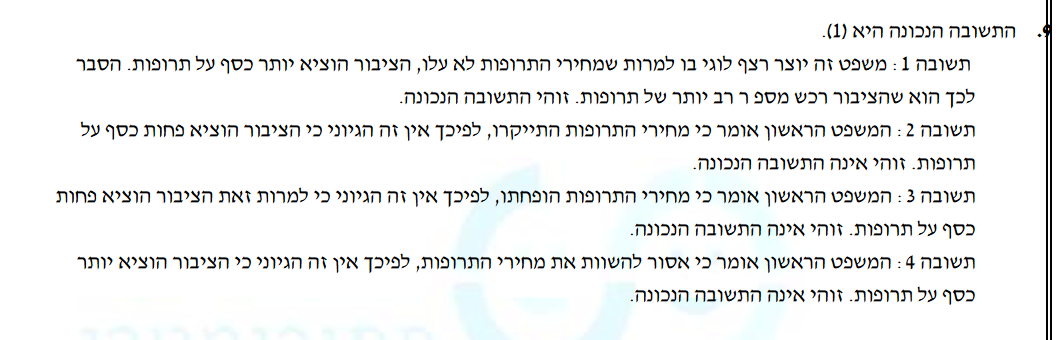 9. התשובה הנכונה היא (1).
תשובה 1: משפט זה יוצר רצף לוגי בו למרות שמחירי התרופות לא עלו, הציבור הוציא יותר כסף על תרופות. הסבר
לכך הוא שהציבור רכש מספ ר רב יותר של תרופות. זוהי התשובה הנכונה.
תשובה 2: המשפט הראשון אומר כי מחירי התרופות התייקרו, לפיכך אין זה הגיוני כי הציבור הוציא פחות כסף על
תרופות. זוהי אינה התשובה הנכונה.
תשובה 3: המשפט הראשון אומר כי מחירי התרופות הופחתו, לפיכך אין זה הגיוני כי למרות זאת הציבור הוציא פחות
כסף על תרופות. זוהי אינה התשובה הנכונה.
תשובה 4: המשפט הראשון אומר כי אסור להשוות את מחירי התרופות, לפיכך אין זה הגיוני כי הציבור הוציא יותר
כסף על תרופות. זוהי אינה התשובה הנכונה.